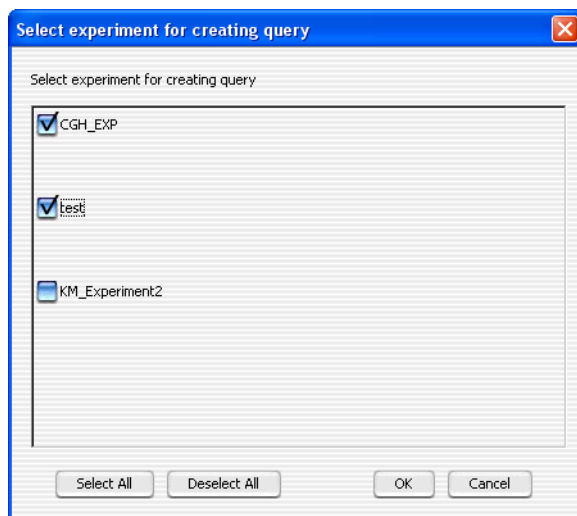 Select experiment for creating query
Select experiment for creating query
CGH_EXP
test
KM_Experiment2
Select All Deselect All OK Cancel